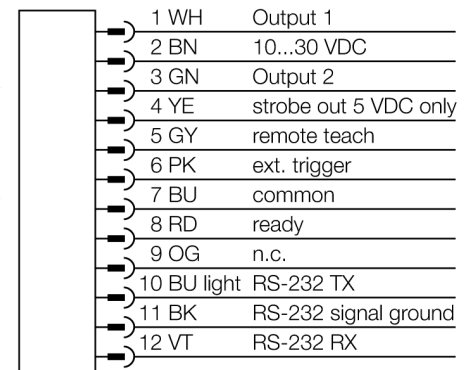 1 WH Output 1
2 BN 10...30 VDC
3 GN Output 2
4 YE strobe out 5 VDC only
5 GY remote teach
6 PK ext. trigger
7 BU common
8 RD ready
9 OG n.c.
10 BU light RS-232 TX
11 BK RS-232 signal ground
12 VT RS-232 RX